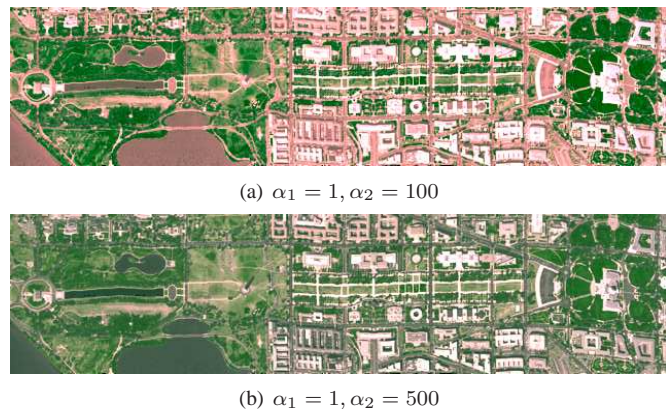 (a) α₁ = 1, α₂ = 100
(b) α₁ = 1, α₂ = 500